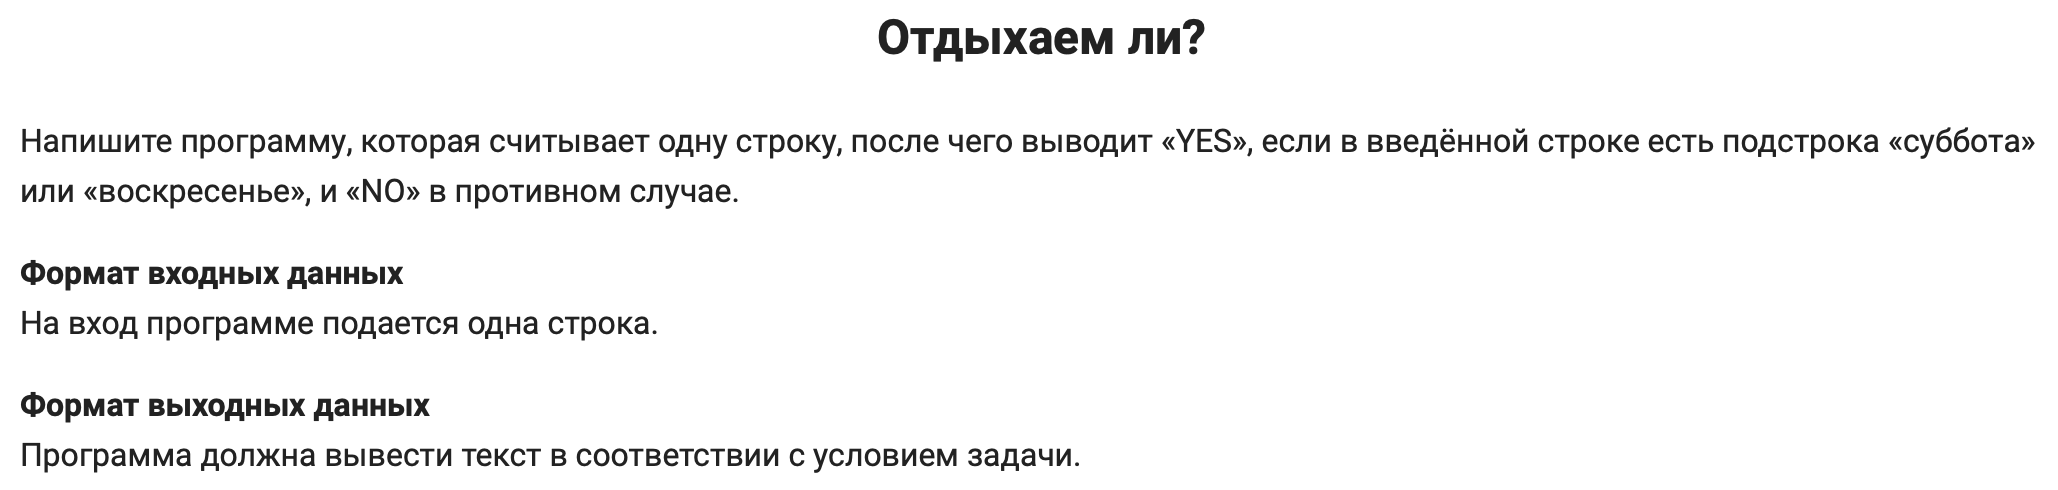 Отдыхаем ли?
Напишите программу, которая считывает одну строку, после чего выводит «YES», если в введённой строке есть подстрока «суббота»
или «воскресенье», и «NO» в противном случае.
Формат входных данных
На вход программе подается одна строка.
Формат выходных данных
Программа должна вывести текст в соответствии с условием задачи.